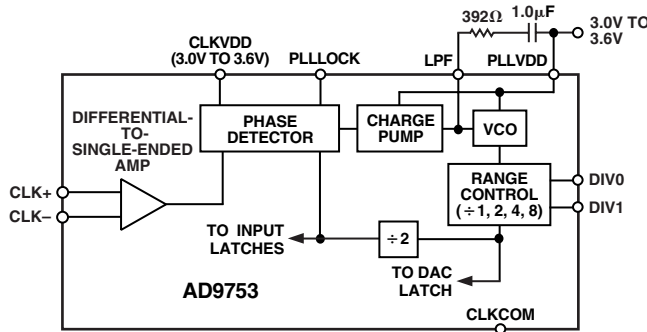 392Ω
1.0µF
3.0V TO
3.6V
CLKVDD
(3.0V TO 3.6V)
PLLLOCK
LPF
PLLVDD
DIFFERENTIAL-
TO-
SINGLE-ENDED
AMP
PHASE
DETECTOR
CHARGE
PUMP
VCO
CLK+
CLK–
RANGE
CONTROL
(÷ 1, 2, 4, 8)
DIV0
DIV1
TO INPUT
LATCHES
÷2
TO DAC
LATCH
AD9753
CLKCOM